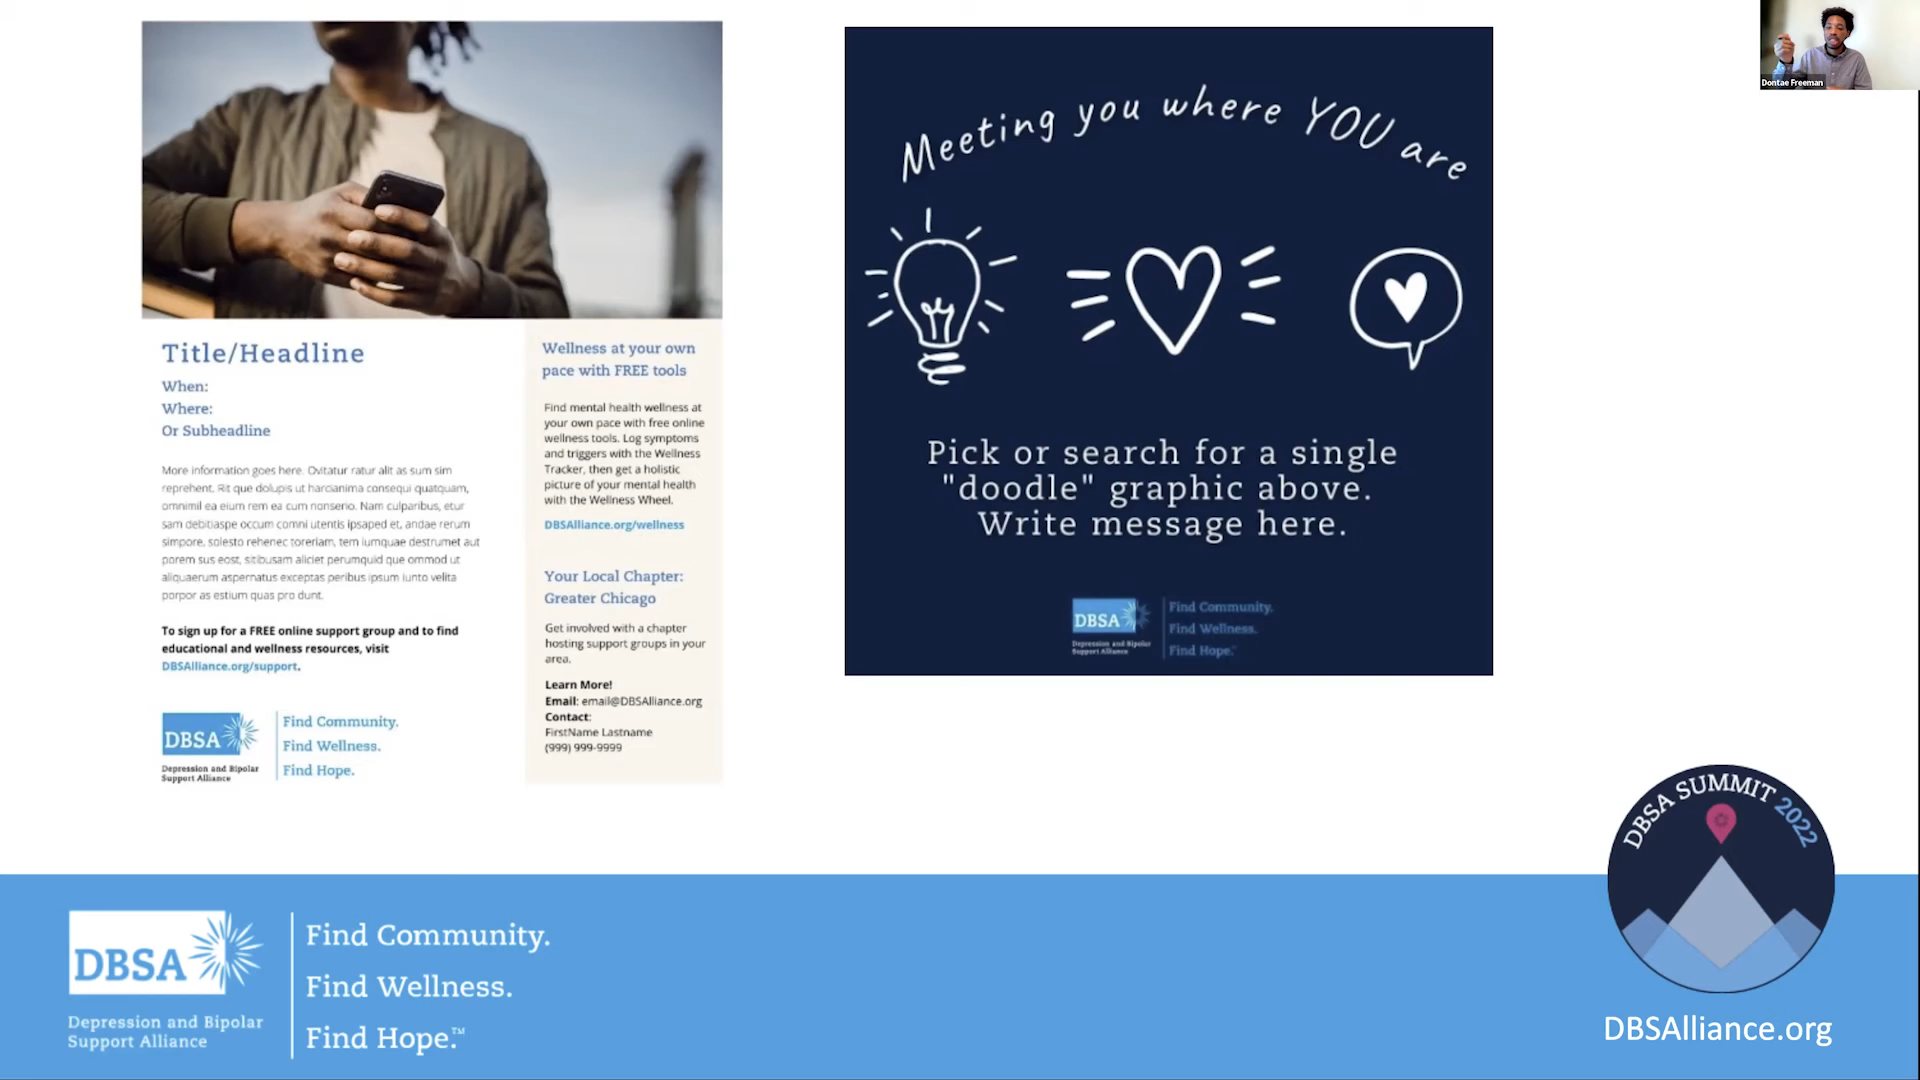 Title/Headline
When:
Where:
Or Subheadline
More information goes here. Ovitatur ratur alit as sum sim
reprehent. Rit que dolupis ut harcianima consequi quatquam,
omnimil ea eium rem ea cum nonserio. Nam culparibus, etur
sam debitiaspe occum comni utentis ipsaped et, andae rerum
simpore, solesto rehenec toreriam, tem iumquae destrumet aut
porem sus eost, sitibusam aliciet perumquid que ommod ut
aliquaerum aspernatus exceptas peribus ipsum iunto velita
porpor as estium quas pro dunt.
To sign up for a FREE online support group and to find
educational and wellness resources, visit
DBSAlliance.org/support.
DBSA
Depression and Bipolar
Support Alliance
Find Community.
Find Wellness.
Find Hope.
Wellness at your own
pace with FREE tools
Find mental health wellness at
your own pace with free online
wellness tools. Log symptoms
and triggers with the Wellness
Tracker, then get a holistic
picture of your mental health
with the Wellness Wheel.
DBSAlliance.org/wellness
Your Local Chapter:
Greater Chicago
Get involved with a chapter
hosting support groups in your
area.
Learn More!
Email: email@DBSAlliance.org
Contact:
FirstName Lastname
(999) 999-9999
Meeting you where YOU are
Pick or search for a single
"doodle" graphic above.
Write message here.
DBSA
Depression and Bipolar
Support Alliance
Find Community.
Find Wellness.
Find Hope.
Dontae Freeman
DBSA SUMMIT 2022
DBSA
Depression and Bipolar
Support Alliance
Find Community.
Find Wellness.
Find Hope.™
DBSAlliance.org